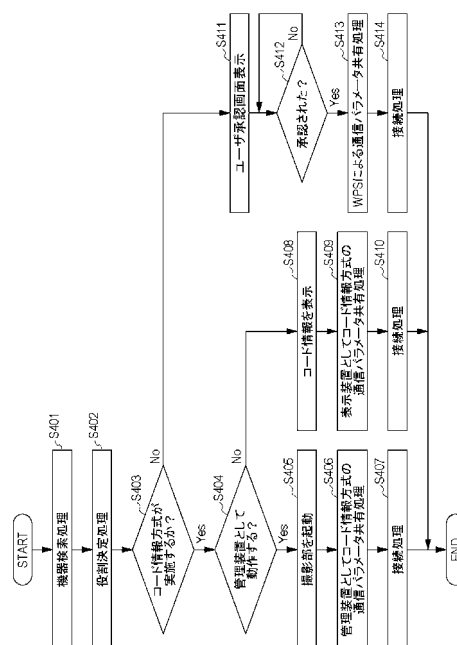 START
S401
機器検索処理
S402
役割決定処理
S403
コード情報方式が
実施するか?
No
Yes
S404
管理装置として
動作する?
No
Yes
S405
撮影部を起動
S406
管理装置としてコード情報方式の
通信パラメータ共有処理
S407
接続処理
S408
コード情報を表示
S409
表示装置としてコード情報方式の
通信パラメータ共有処理
S410
接続処理
S411
ユーザ承認画面表示
S412
承認された?
No
Yes
S413
WPSによる通信パラメータ共有処理
S414
接続処理
END